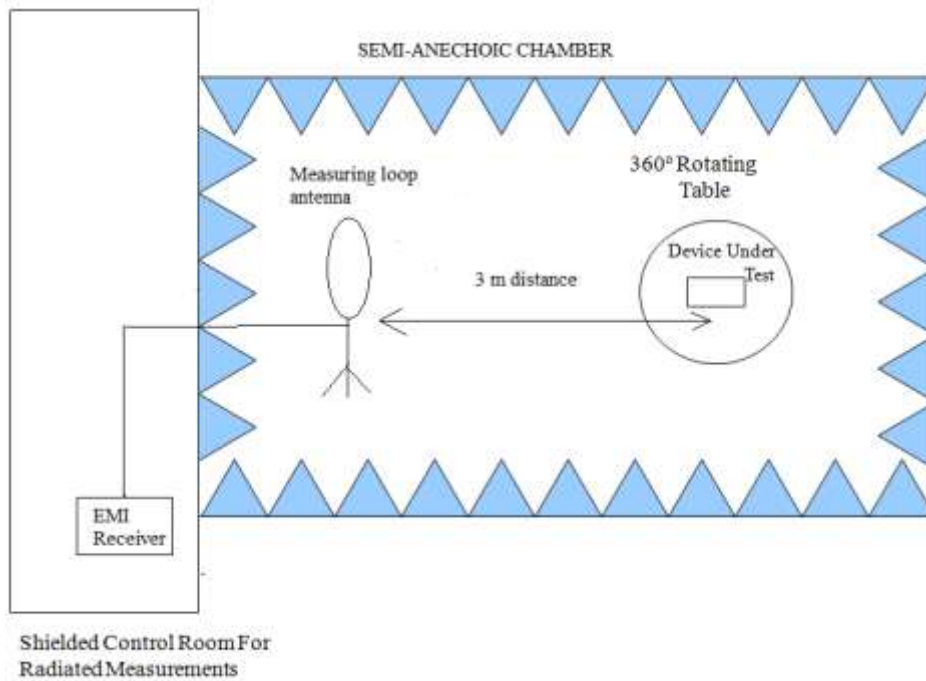 SEMI-ANECHOIC CHAMBER
Measuring loop
antenna
360º Rotating
Table
Device Under
Test
3 m distance
EMI
Receiver
Shielded Control Room For
Radiated Measurements